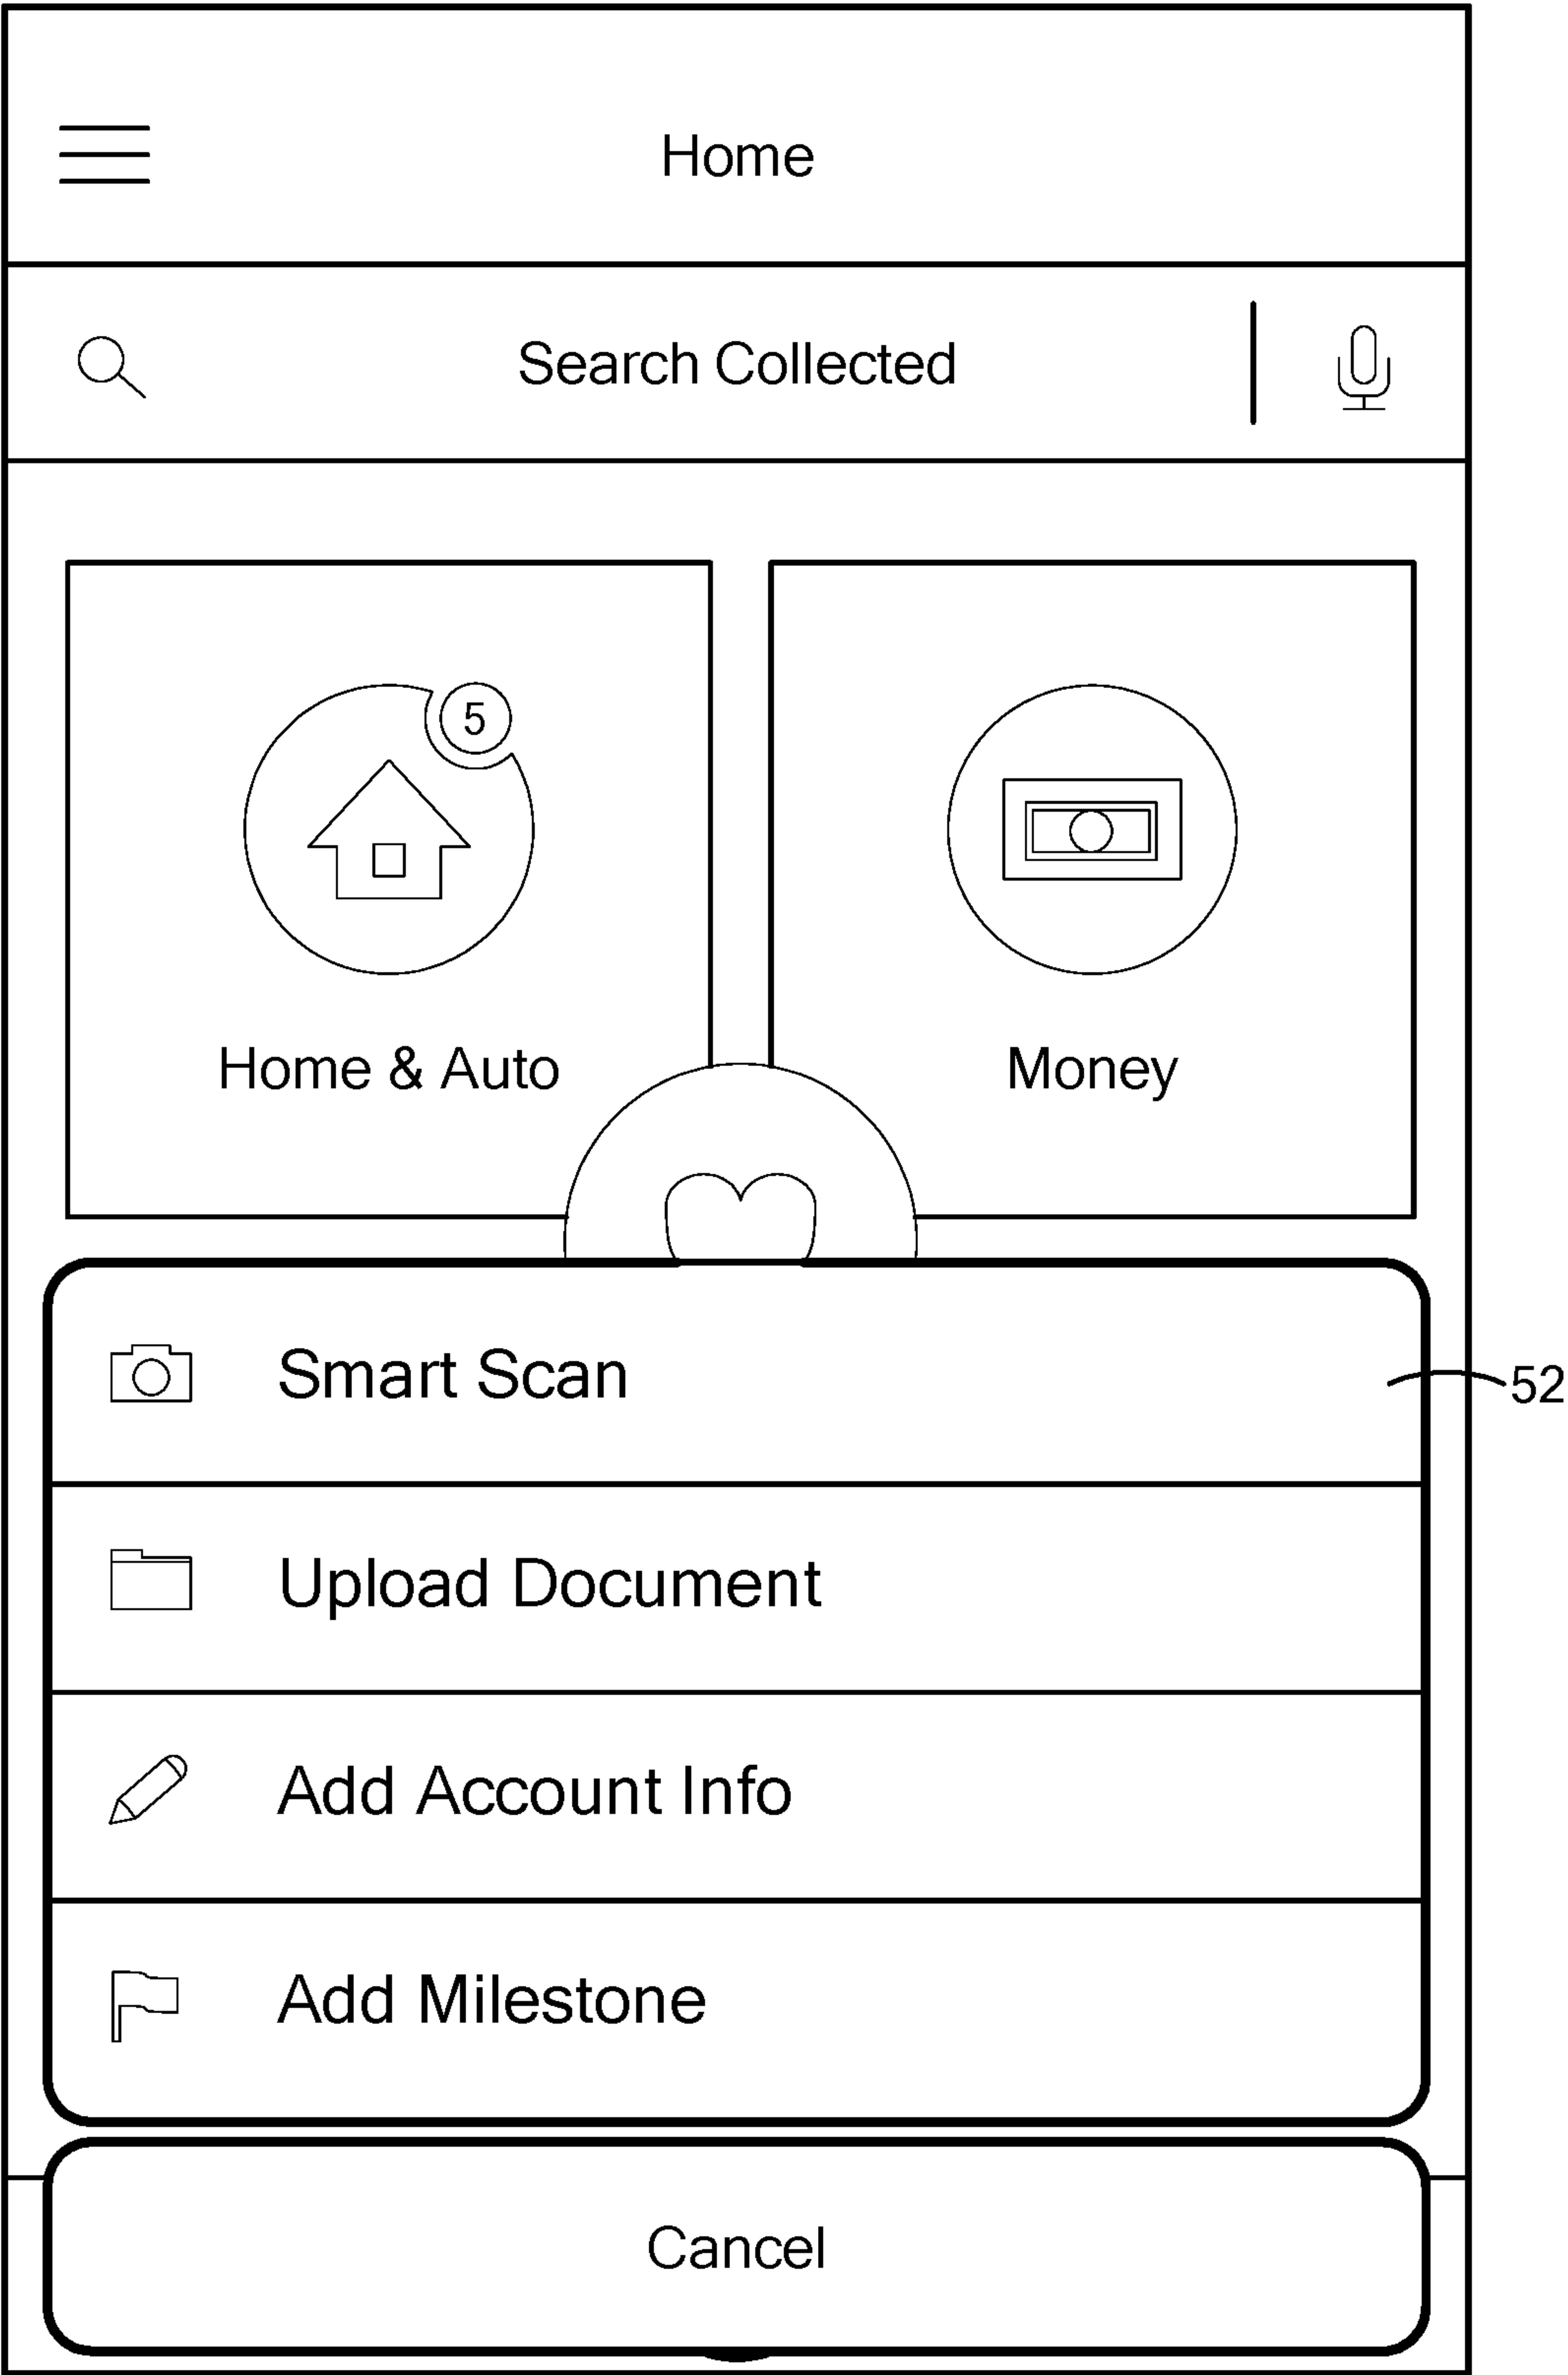 Home
Search Collected
5
Home & Auto
Money
Smart Scan
52
Upload Document
Add Account Info
Add Milestone
Cancel